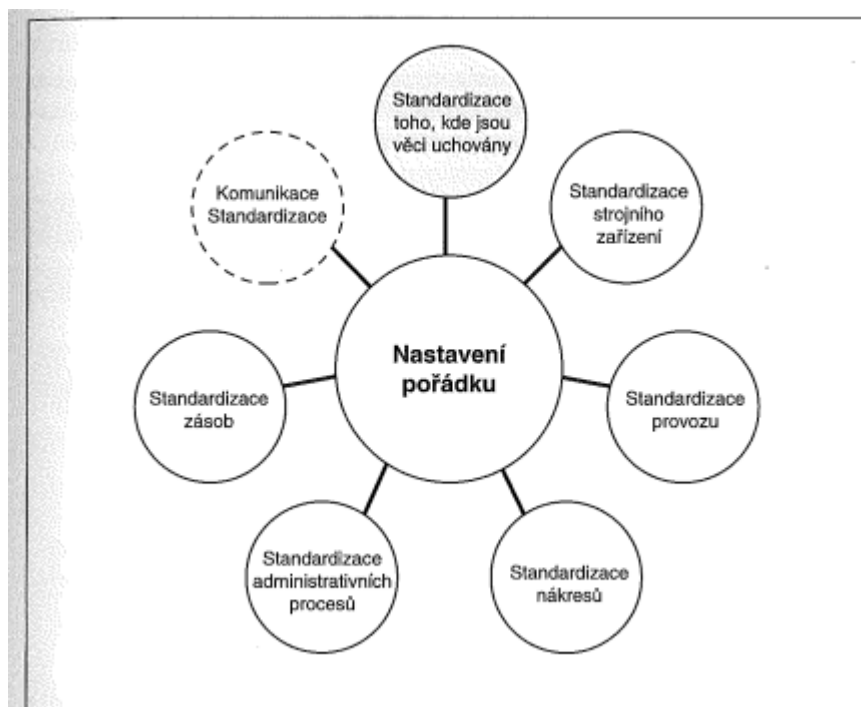 Standardizace
toho, kde jsou
věci uchovány
Komunikace
Standardizace
Standardizace
strojního
zařízení
Nastavení
pořádku
Standardizace
zásob
Standardizace
provozu
Standardizace
administrativních
procesů
Standardizace
nákresů